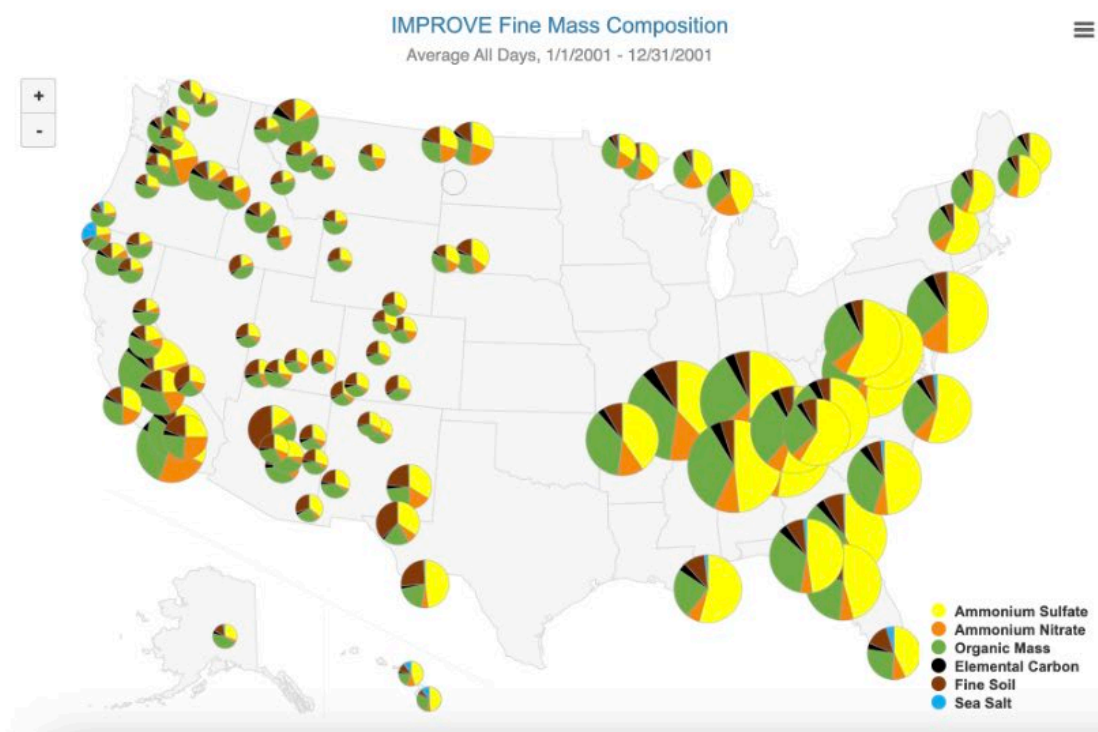 IMPROVE Fine Mass Composition
Average All Days, 1/1/2001 - 12/31/2001
+
-
Ammonium Sulfate
Ammonium Nitrate
Organic Mass
Elemental Carbon
Fine Soil
Sea Salt